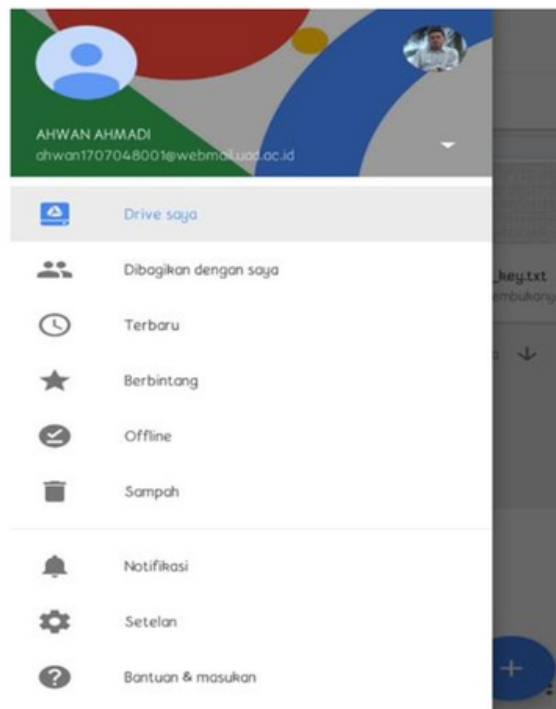 AHWAN AHMADI
ahwan1707048001@webmail.uad.ac.id
Drive saya
Dibagikan dengan saya
_key.txt
embukanya
Terbaru
Berbintang
Offline
Sampah
Notifikasi
Setelan
Bantuan & masukan